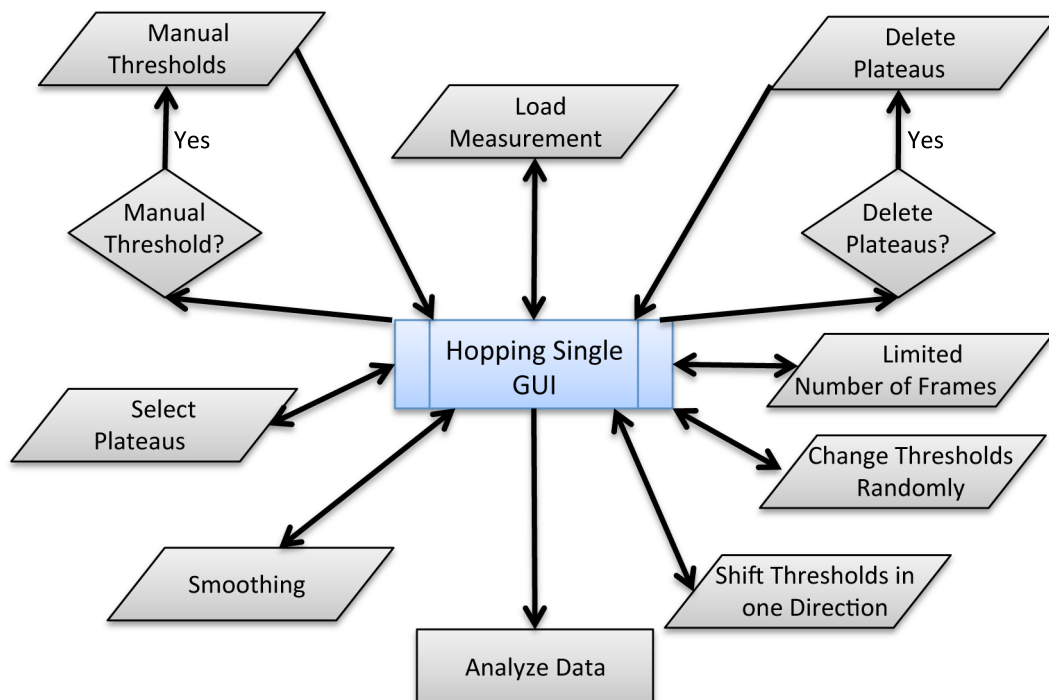 Manual
Thresholds
Delete
Plateaus
Load
Measurement
Yes
Yes
Manual
Threshold?
Delete
Plateaus?
Hopping Single
GUI
Limited
Number of Frames
Select
Plateaus
Change Thresholds
Randomly
Smoothing
Shift Thresholds in
one Direction
Analyze Data